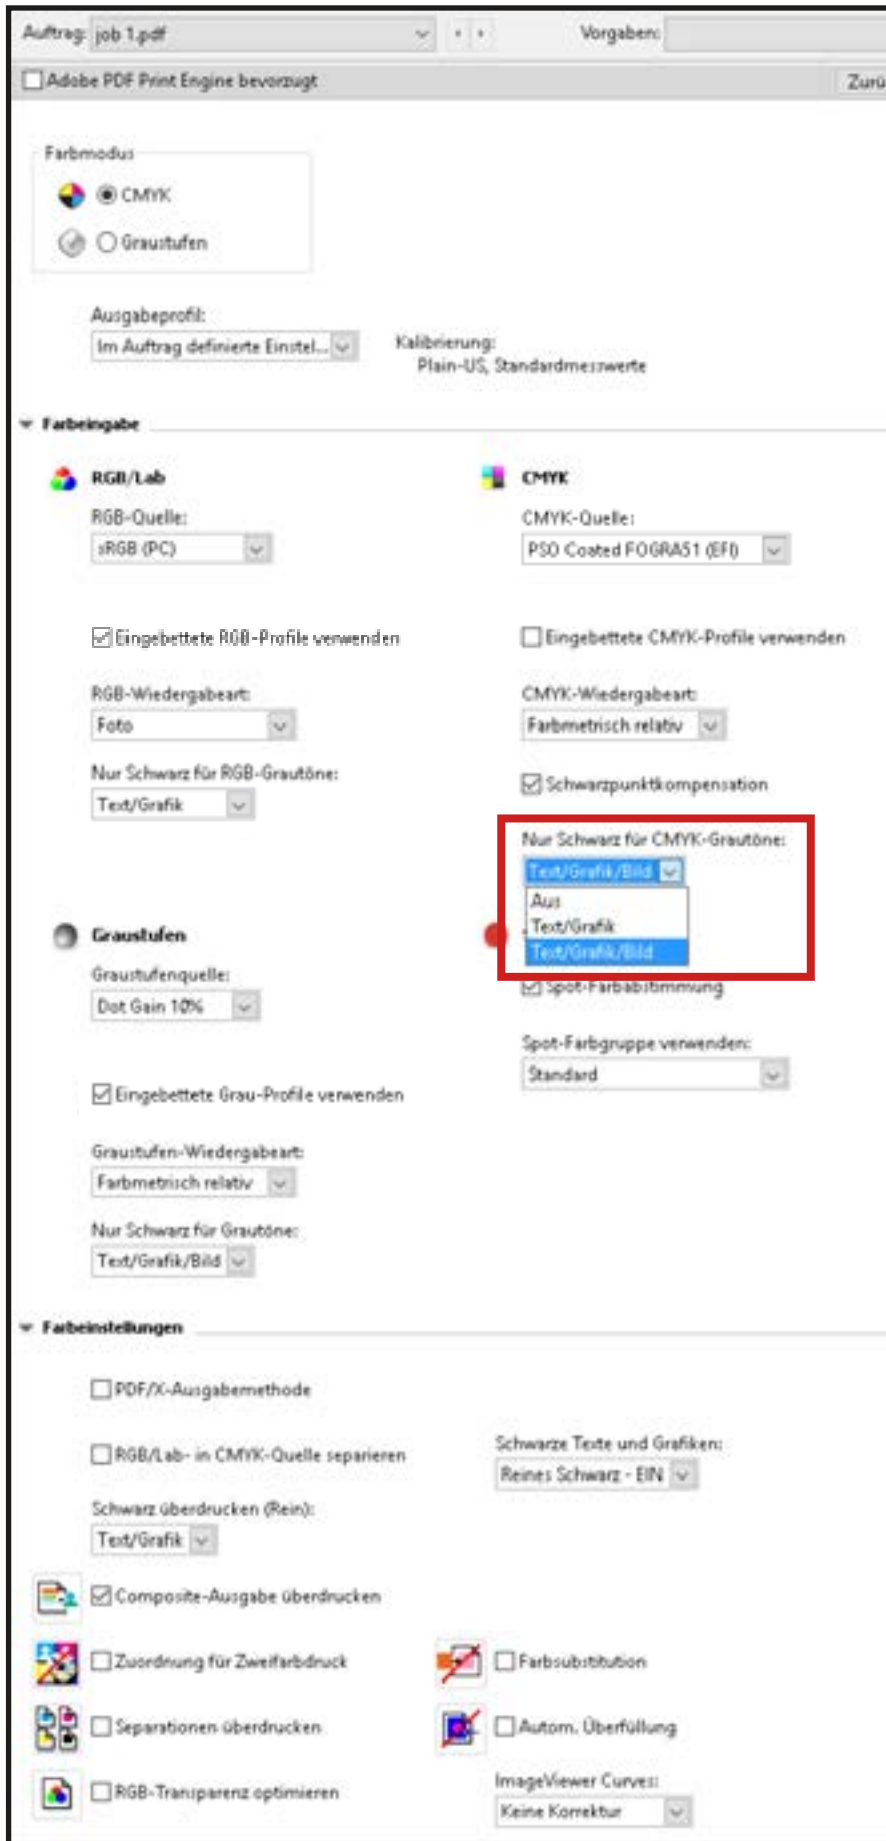 Auftrag: job 1.pdf Vorgaben:
Adobe PDF Print Engine bevorzugt Zurü
Farbmodus
CMYK
Graustufen
Ausgabeprofil:
Im Auftrag definierte Einstel...
Kalibrierung:
Plain-US, Standardmesswerte
Farbeingabe
RGB/Lab
RGB-Quelle:
sRGB (PC)
Eingebettete RGB-Profile verwenden
RGB-Wiedergabeart:
Foto
Nur Schwarz für RGB-Grautöne:
Text/Grafik
CMYK
CMYK-Quelle:
PSO Coated FOGRA51 (EFI)
Eingebettete CMYK-Profile verwenden
CMYK-Wiedergabeart:
Farbmetrisch relativ
Schwarzpunktkompensation
Nur Schwarz für CMYK-Grautöne:
Text/Grafik/Bild
Aus
Text/Grafik
Text/Grafik/Bild
Graustufen
Graustufenquelle:
Dot Gain 10%
Eingebettete Grau-Profile verwenden
Graustufen-Wiedergabeart:
Farbmetrisch relativ
Nur Schwarz für Grautöne:
Text/Grafik/Bild
Spot-Farbabstimmung
Spot-Farbgruppe verwenden:
Standard
Farbeinstellungen
PDF/X-Ausgabemethode
RGB/Lab- in CMYK-Quelle separieren
Schwarze Texte und Grafiken:
Reines Schwarz - EIN
Schwarz überdrucken (Rein):
Text/Grafik
Composite-Ausgabe überdrucken
Zuordnung für Zweifarbdruck
Farbsubstitution
Separationen überdrucken
Autom. Überfüllung
RGB-Transparenz optimieren
ImageViewer Curves:
Keine Korrektur